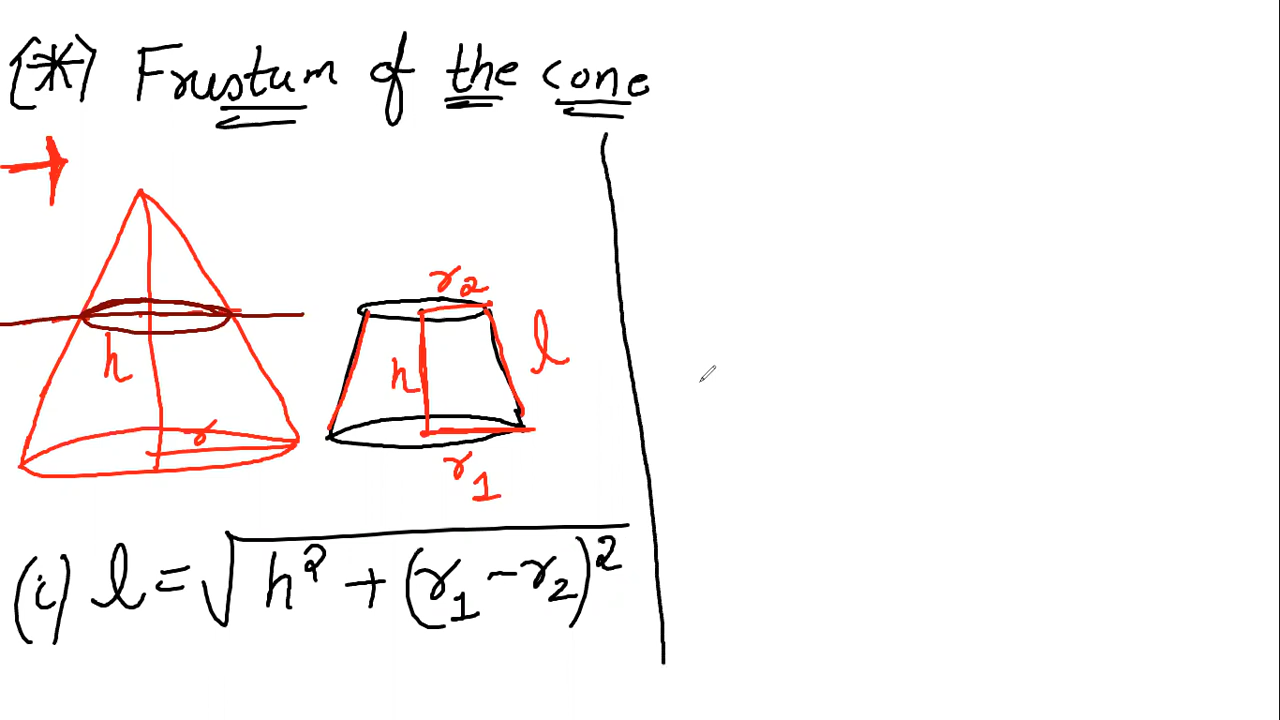 (*) Frustum of the cone
r2
l
h
h
r
r1
(i) l = √h² + (r1 - r2)²